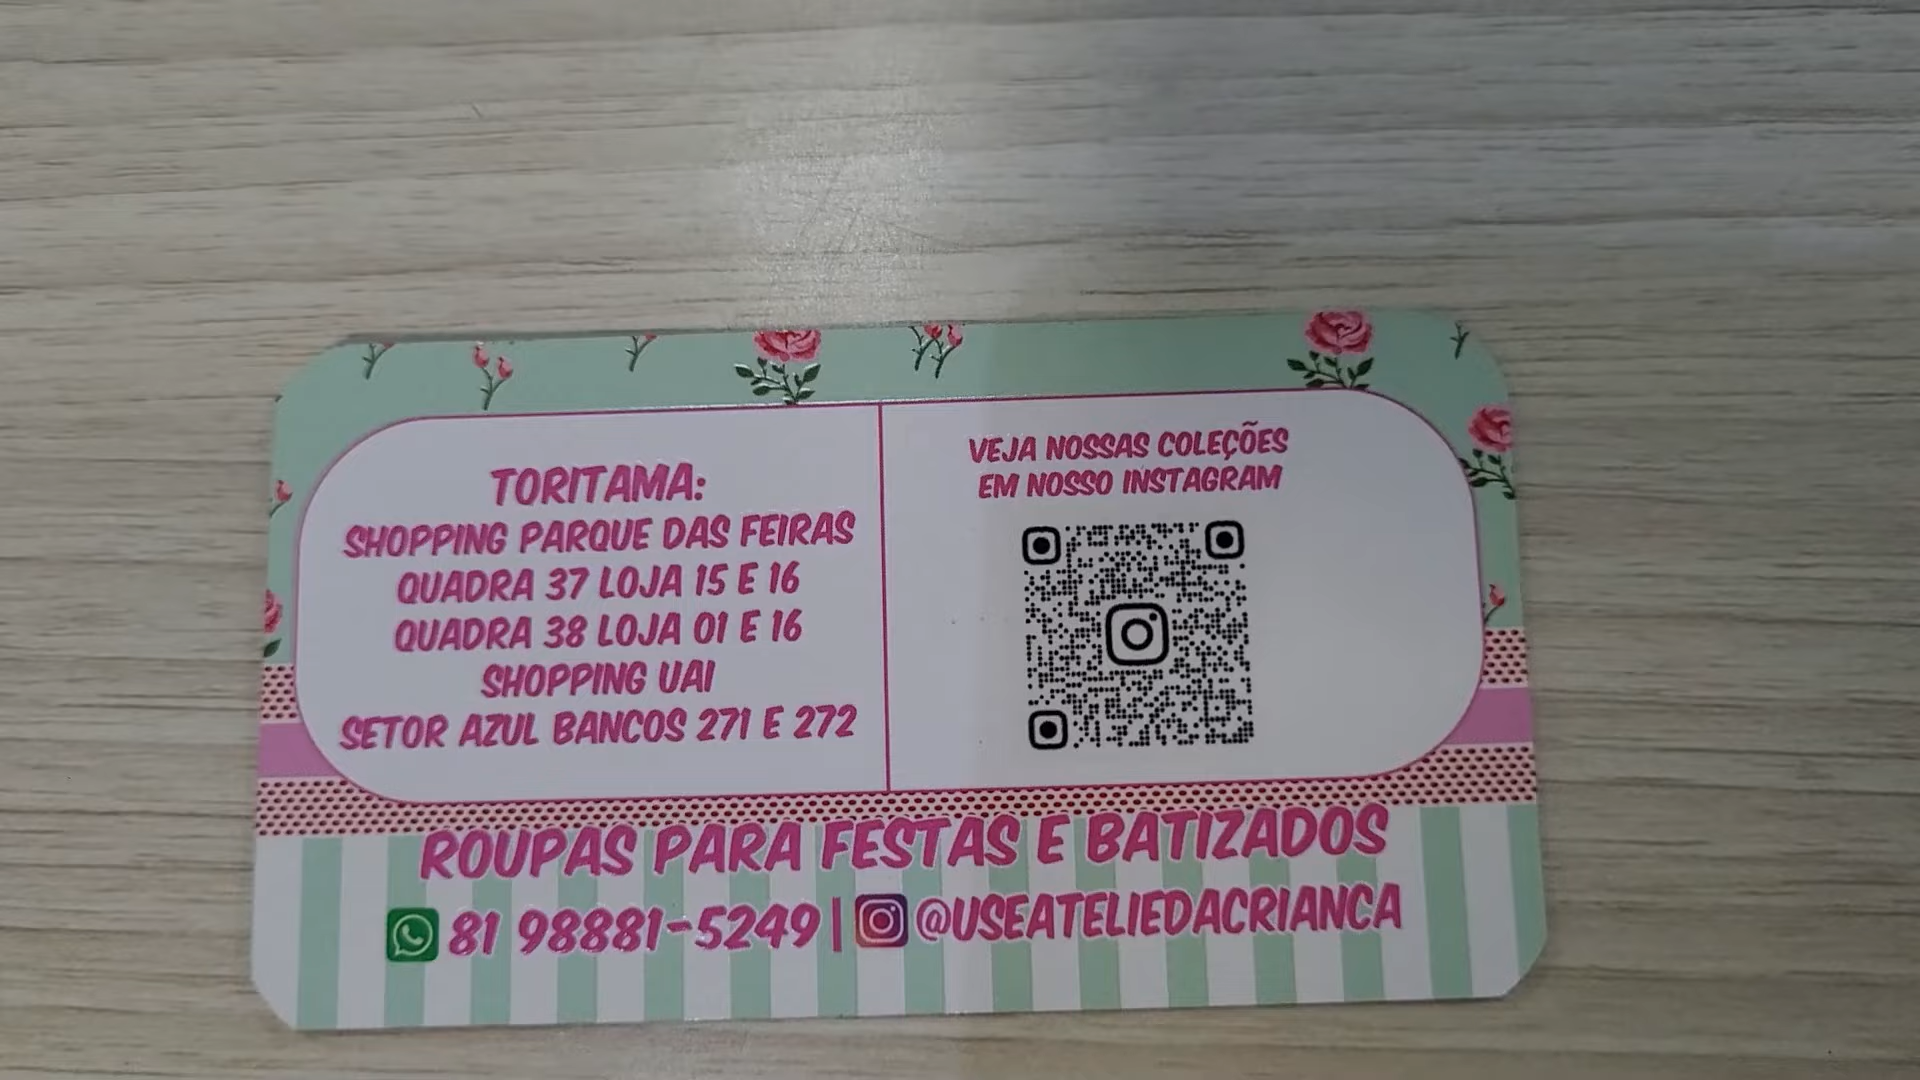 TORITAMA:
SHOPPING PARQUE DAS FEIRAS
QUADRA 37 LOJA 15 E 16
QUADRA 38 LOJA 01 E 16
SHOPPING UAI
SETOR AZUL BANCOS 271 E 272
VEJA NOSSAS COLEÇÕES
EM NOSSO INSTAGRAM
ROUPAS PARA FESTAS E BATIZADOS
81 98881-5249 | @USEATELIEDACRIANCA